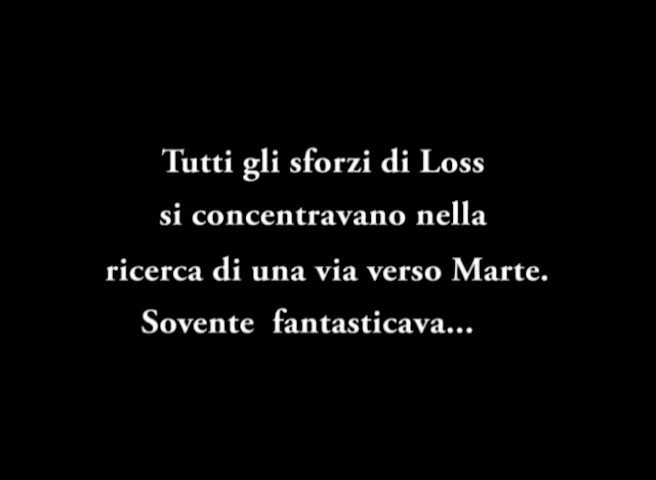 Tutti gli sforzi di Loss
si concentravano nella
ricerca di una via verso Marte.
Sovente fantasticava...